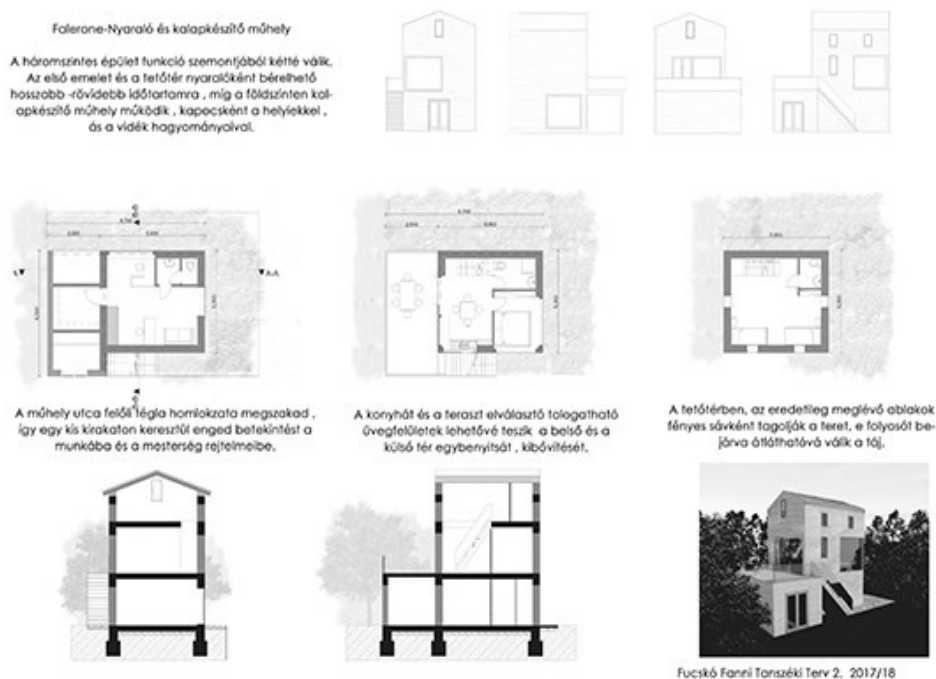 Falerone-Nyaraló és kalapkészítő műhely
A háromszintes épület funkció szemontjából kétté válik.
Az első emelet és a tetőtér nyaralóként bérelhető
hosszabb -rövidebb időtartamra , míg a földszinten kal-
apkészítő műhely működik , kapocsként a helyiekkel ,
ás a vidék hagyományaival.
A-A
A műhely utca felőli tégla homlokzata megszakad ,
így egy kis kirakaton keresztül enged betekintést a
munkába és a mesterség rejtelmeibe.
A konyhát és a teraszt elválasztó tologatható
üvegfelületek lehetővé teszik a belső és a
külső tér egybenyitsát , kibővítését.
A tetőtérben, az eredetileg meglévő ablakok
fényes sávként tagolják a teret, e folyosót be-
járva átláthatóvá válik a táj.
Fucskó Fanni Tanszéki Terv 2. 2017/18